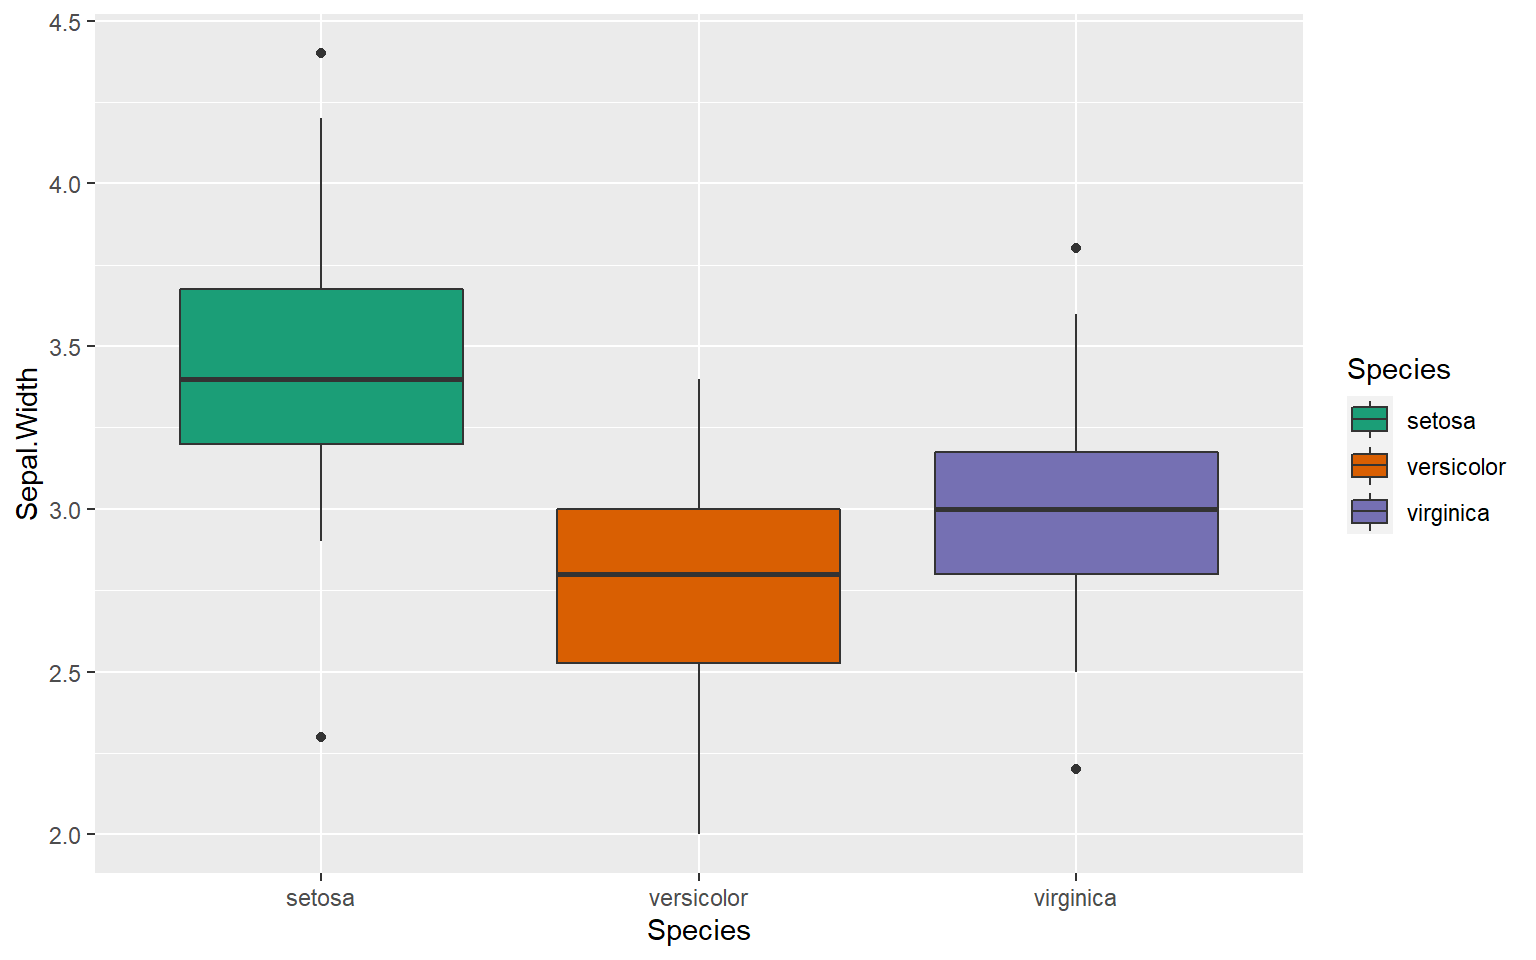 4.5
4.0
3.5
3.0
2.5
2.0
Sepal.Width
setosa
versicolor
virginica
Species
Species
setosa
versicolor
virginica